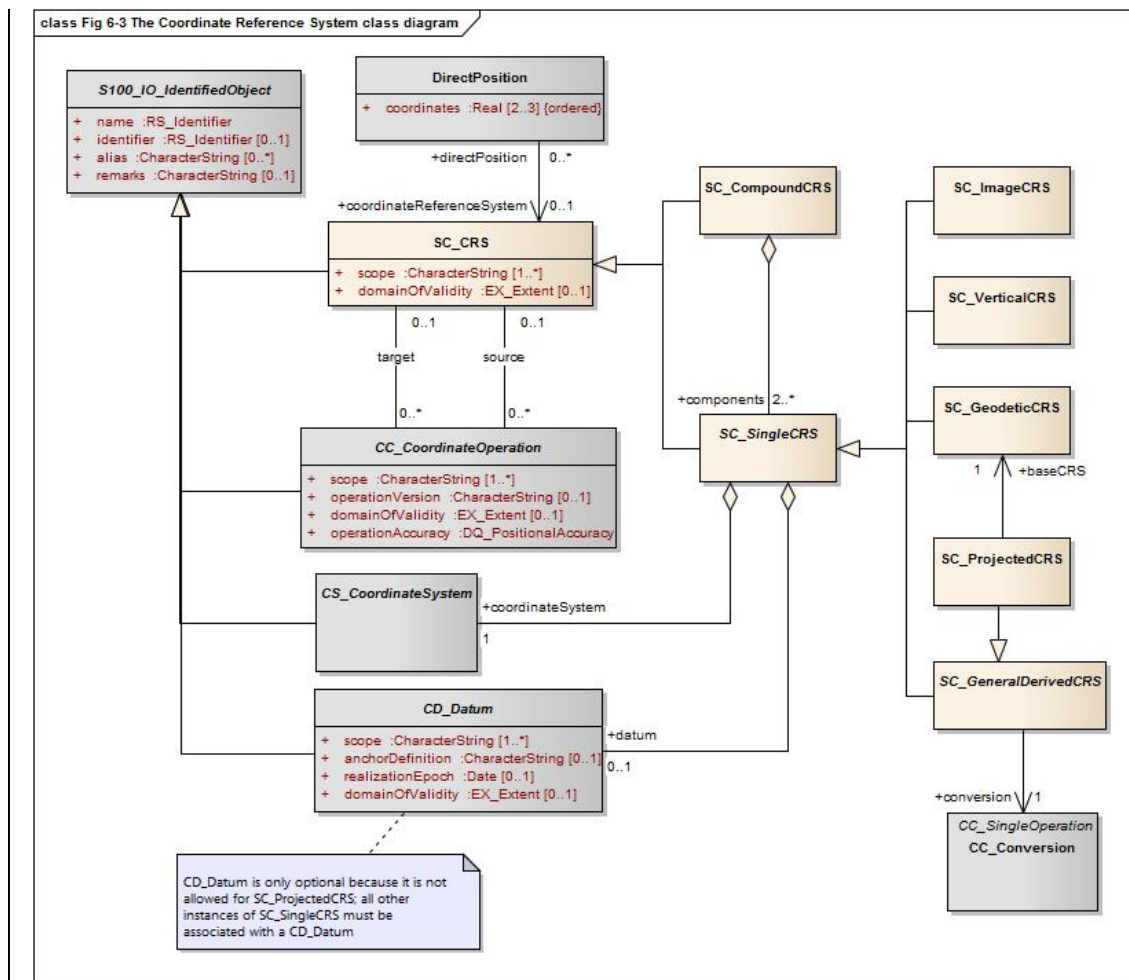 class Fig 6-3 The Coordinate Reference System class diagram
S100_IO_IdentifiedObject
+ name :RS_Identifier
+ identifier :RS_Identifier [0..1]
+ alias :CharacterString [0..*]
+ remarks :CharacterString [0..1]
DirectPosition
+ coordinates :Real [2..3] {ordered}
+directPosition 0..*
+coordinateReferenceSystem 0..1
SC_CRS
+ scope :CharacterString [1..*]
+ domainOfValidity :EX_Extent [0..1]
0..1 0..1
target source
0..* 0..*
CC_CoordinateOperation
+ scope :CharacterString [1..*]
+ operationVersion :CharacterString [0..1]
+ domainOfValidity :EX_Extent [0..1]
+ operationAccuracy :DQ_PositionalAccuracy
CS_CoordinateSystem
+coordinateSystem
1
CD_Datum
+ scope :CharacterString [1..*]
+ anchorDefinition :CharacterString [0..1]
+ realizationEpoch :Date [0..1]
+ domainOfValidity :EX_Extent [0..1]
+datum
0..1
CD_Datum is only optional because it is not
allowed for SC_ProjectedCRS; all other
instances of SC_SingleCRS must be
associated with a CD_Datum
SC_CompoundCRS
+components 2..*
SC_SingleCRS
SC_ImageCRS
SC_VerticalCRS
SC_GeodeticCRS
1 +baseCRS
SC_ProjectedCRS
SC_GeneralDerivedCRS
+conversion 1
CC_SingleOperation
CC_Conversion